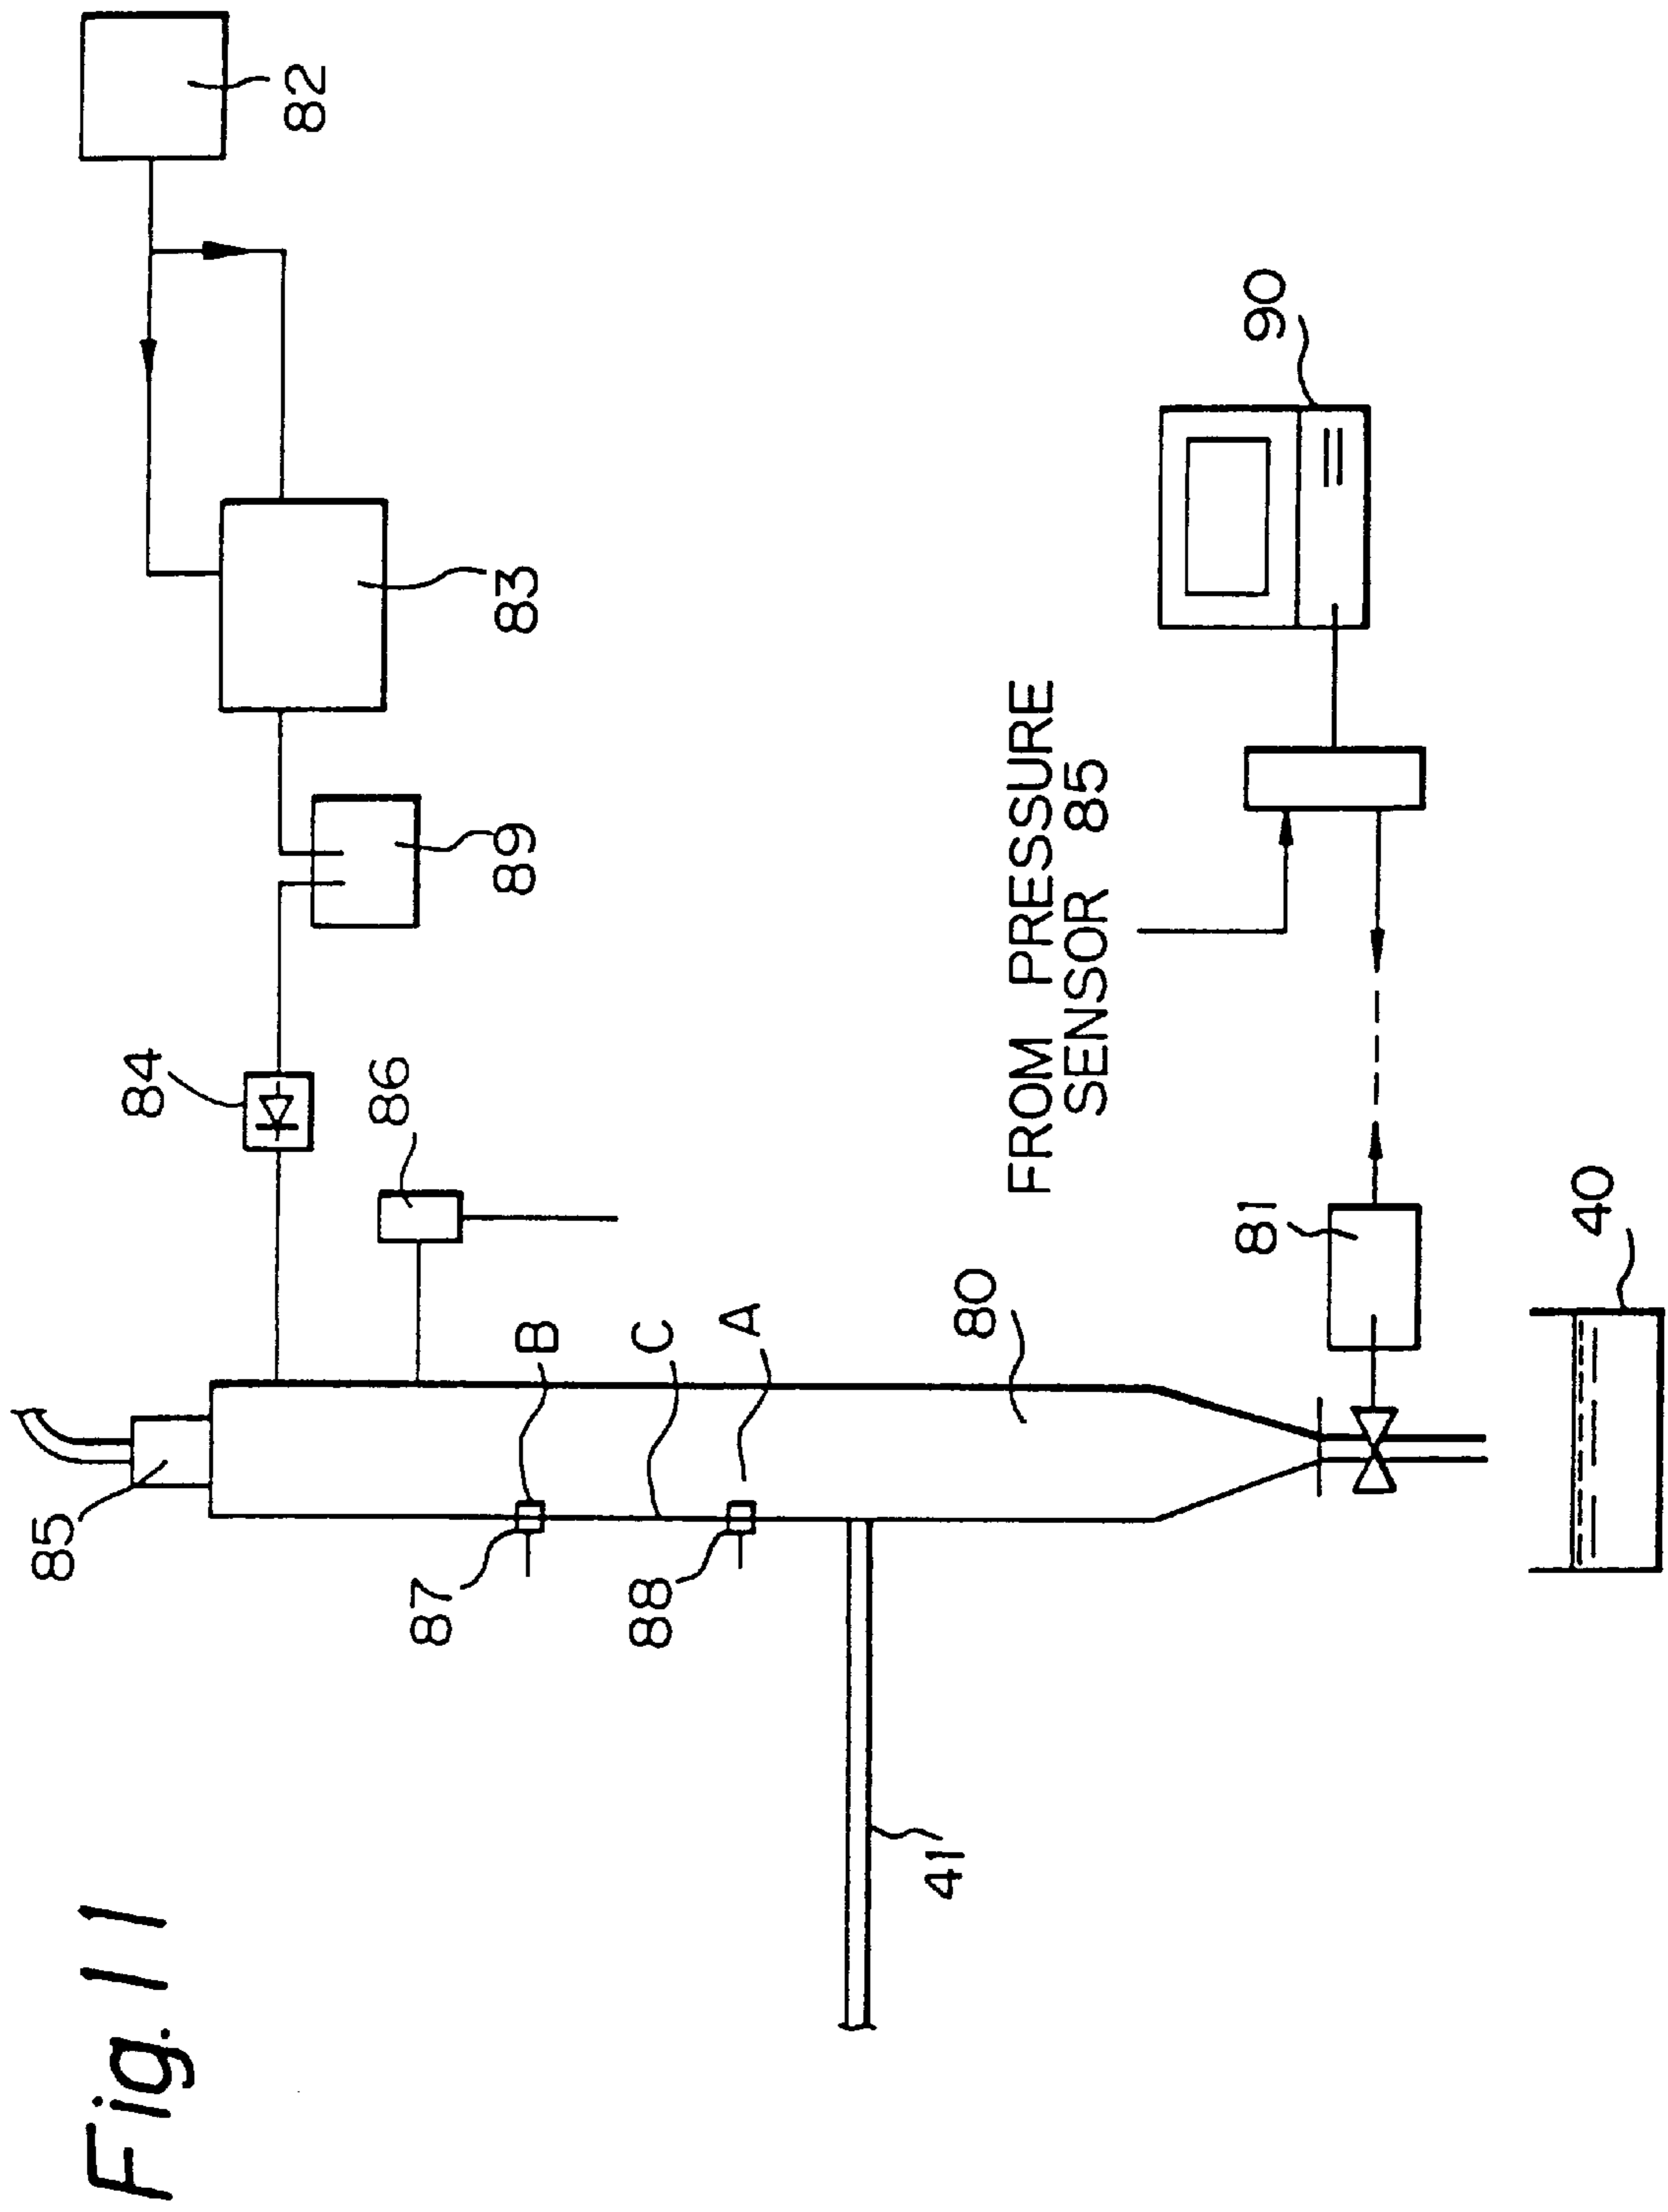 Fig. 11
85
87
88
41
B
C
A
80
84
86
81
40
89
83
82
FROM PRESSURE
SENSOR 85
90